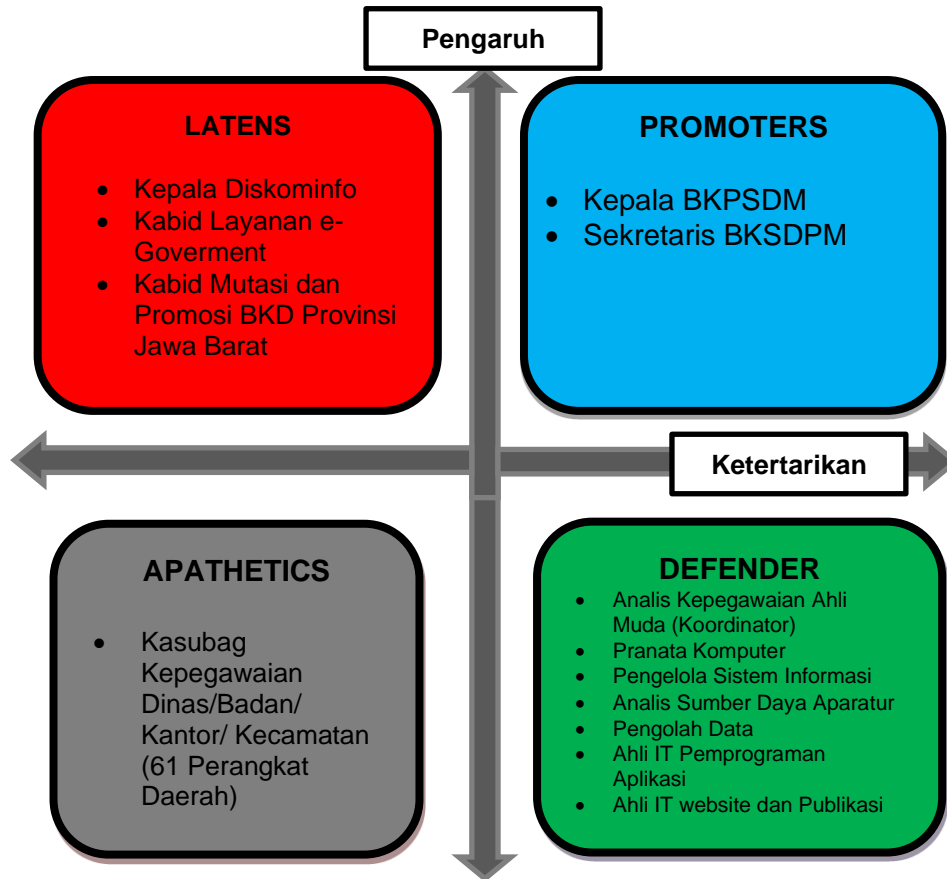 Pengaruh
LATENS
• Kepala Diskominfo
• Kabid Layanan e-
Goverment
• Kabid Mutasi dan
Promosi BKD Provinsi
Jawa Barat
PROMOTERS
• Kepala BKPSDM
• Sekretaris BKSDPM
Ketertarikan
APATHETICS
• Kasubag
Kepegawaian
Dinas/Badan/
Kantor/ Kecamatan
(61 Perangkat
Daerah)
DEFENDER
• Analis Kepegawaian Ahli
Muda (Koordinator)
• Pranata Komputer
• Pengelola Sistem Informasi
• Analis Sumber Daya Aparatur
• Pengolah Data
• Ahli IT Pemprograman
Aplikasi
• Ahli IT website dan Publikasi